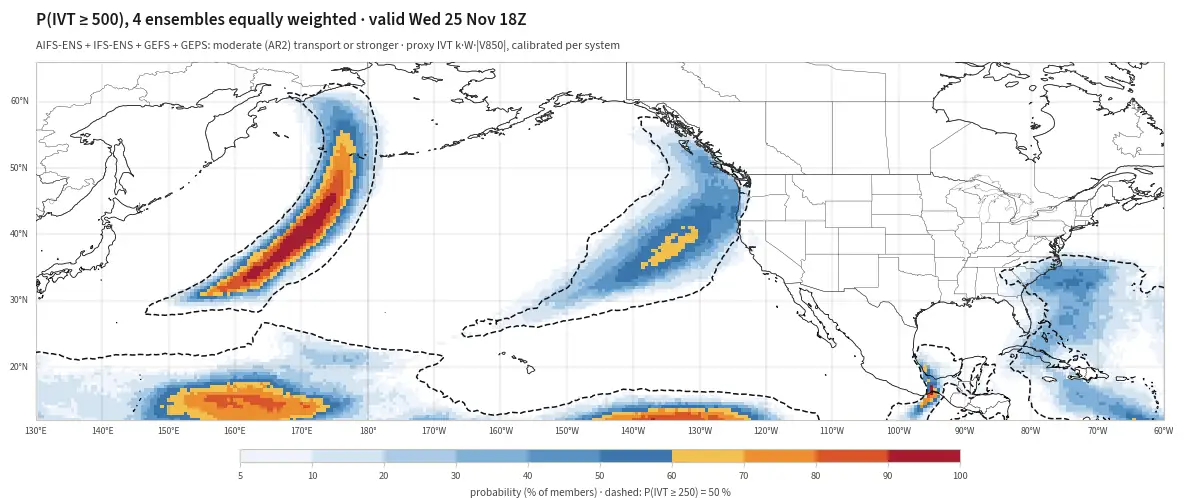 P(IVT ≥ 500), 4 ensembles equally weighted · valid Wed 25 Nov 18Z
AIFS-ENS + IFS-ENS + GEFS + GEPS: moderate (AR2) transport or stronger · proxy IVT k·W·|V850|, calibrated per system
60°N
50°N
40°N
30°N
20°N
130°E 140°E 150°E 160°E 170°E 180° 170°W 160°W 150°W 140°W 130°W 120°W 110°W 100°W 90°W 80°W 70°W 60°W
5 10 20 30 40 50 60 70 80 90 100
probability (% of members) · dashed: P(IVT ≥ 250) = 50 %